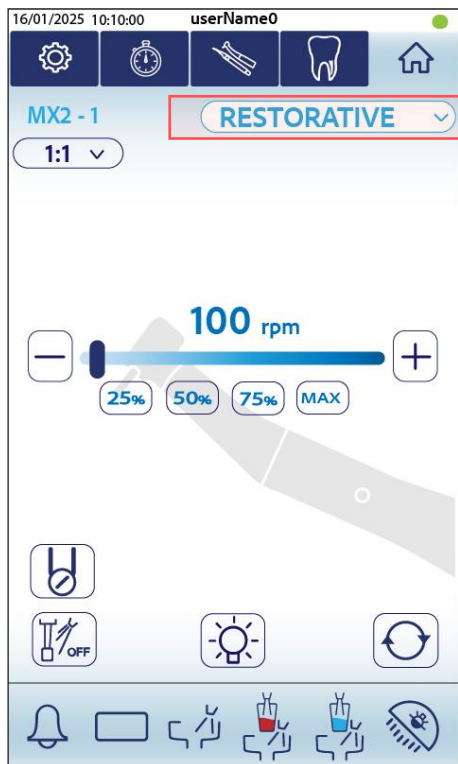 16/01/2025 10:10:00 userName0
MX2 - 1 RESTORATIVE
1:1
100 rpm
25% 50% 75% MAX
OFF